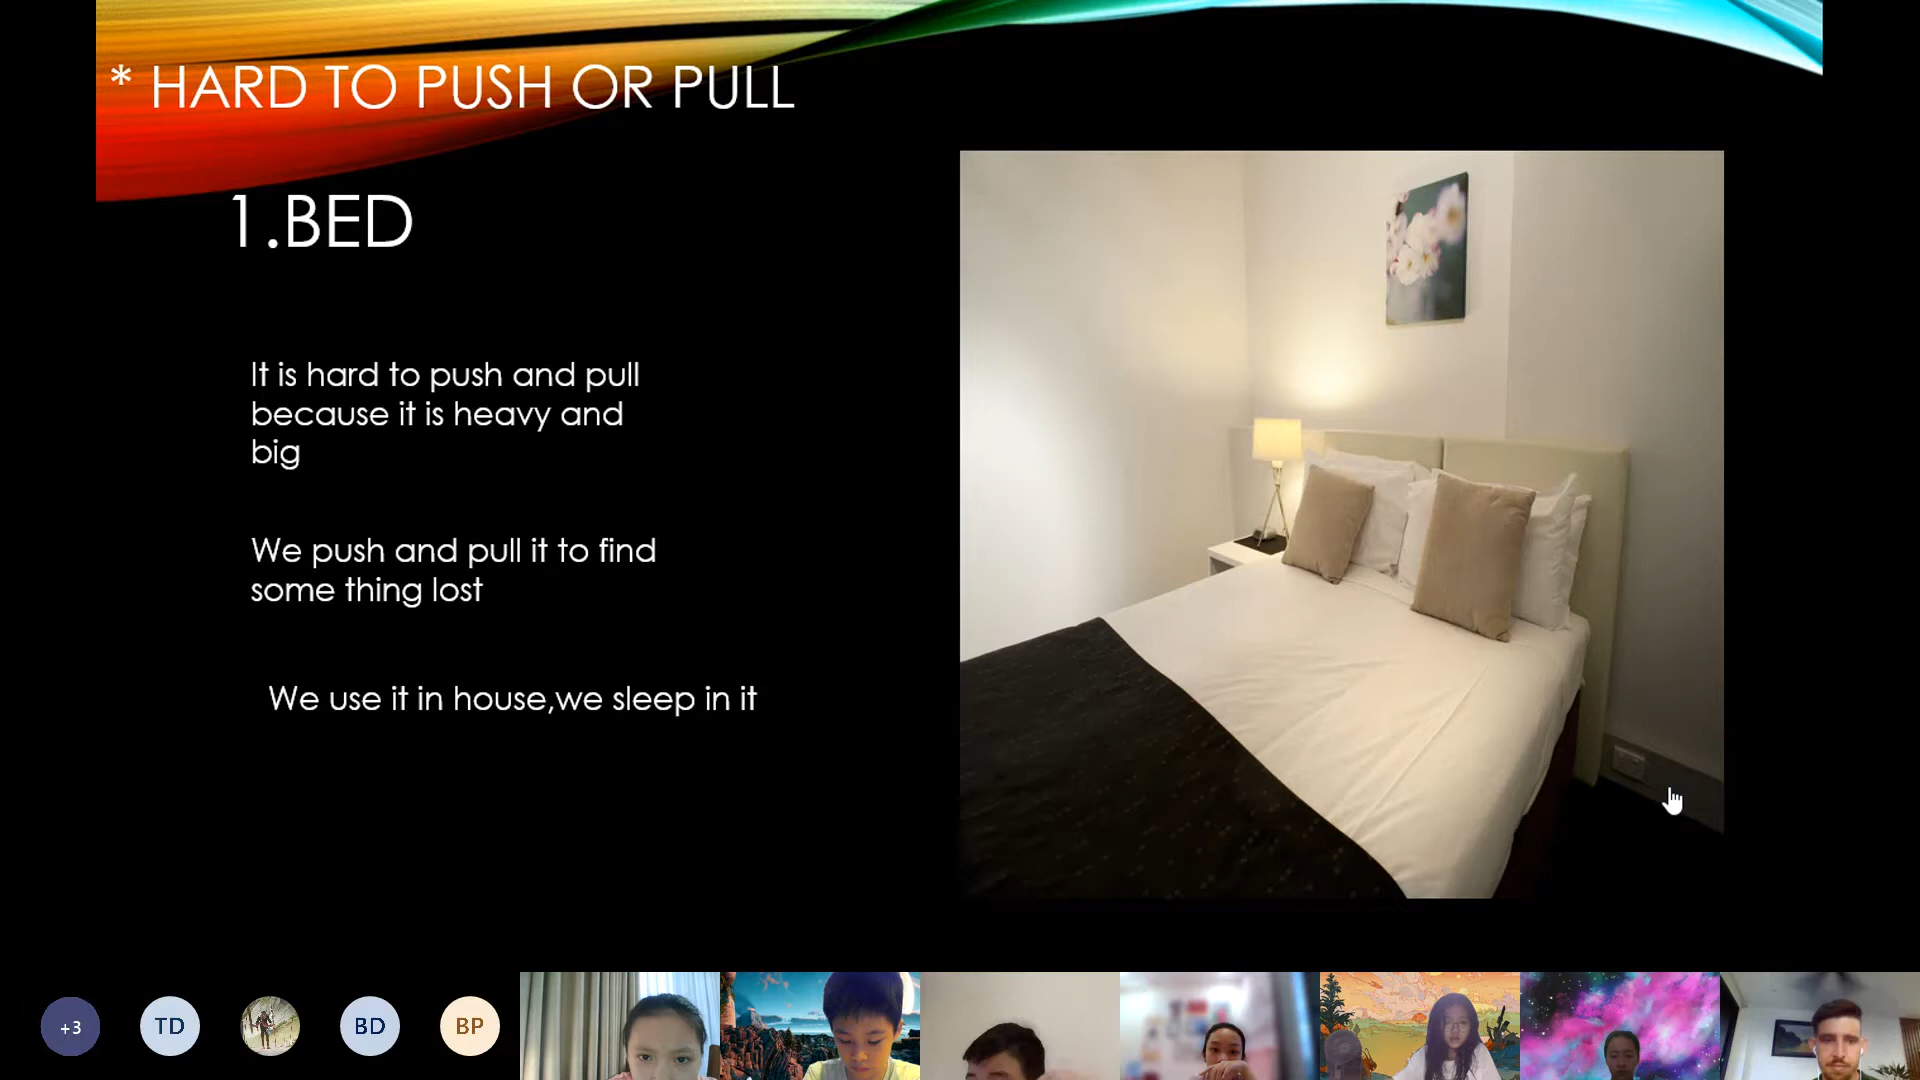 * HARD TO PUSH OR PULL
1.BED
It is hard to push and pull
because it is heavy and
big
We push and pull it to find
some thing lost
We use it in house,we sleep in it
+3
TD
BD
BP